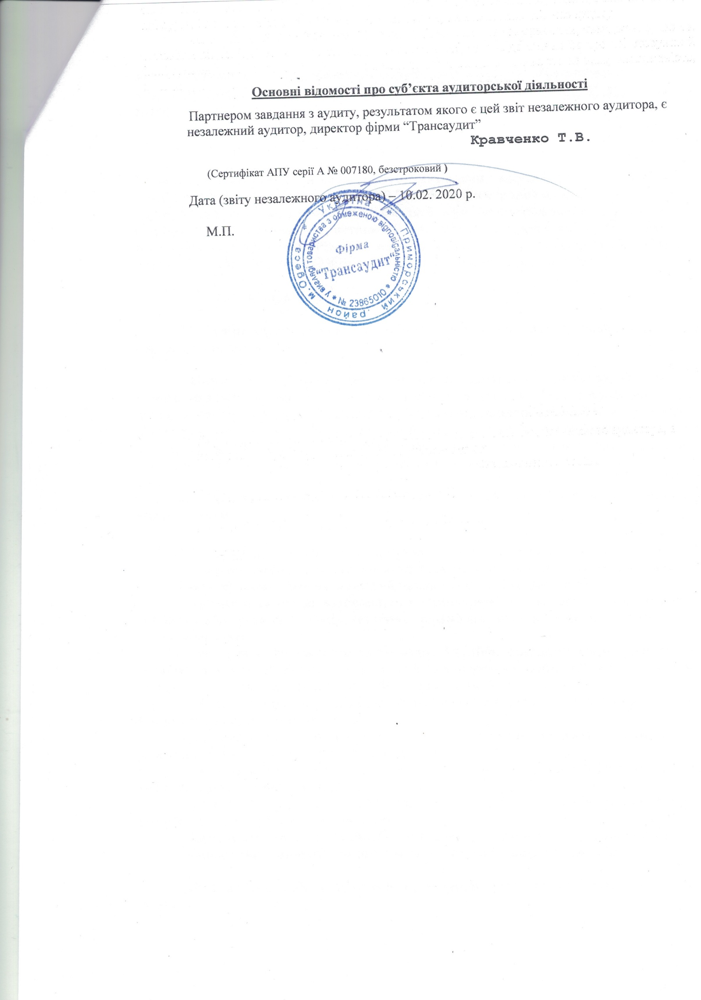 Основні відомості про суб’єкта аудиторської діяльності
Партнером завдання з аудиту, результатом якого є цей звіт незалежного аудитора, є
незалежний аудитор, директор фірми “Трансаудит”
Кравченко Т.В.
(Сертифікат АПУ серії А № 007180, безстроковий )
Дата (звіту незалежного аудитора) – 10.02. 2020 р.
М.П.
* Україна * Приморський район м.Одеса
у вигляді товариства з обмеженою відповідальністю * № 23865010 *
Фірма
“Трансаудит“